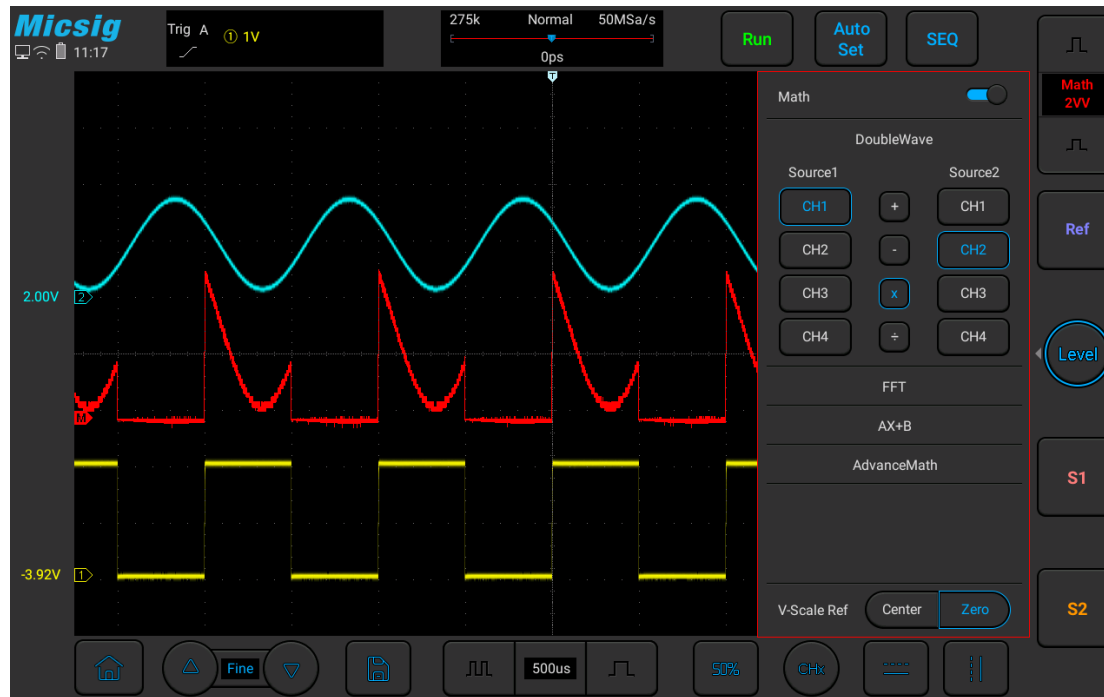 Micsig
11:17
Trig A ① 1V
275k Normal 50MSa/s
0ps
Run
Auto
Set
SEQ
T
Math
2VV
Math
DoubleWave
Source1 Source2
CH1 + CH1
CH2 - CH2
CH3 x CH3
CH4 ÷ CH4
FFT
AX+B
AdvanceMath
V-Scale Ref Center Zero
Ref
Level
S1
S2
2.00V 2
M
-3.92V 1
Fine
500us
50%
CHx